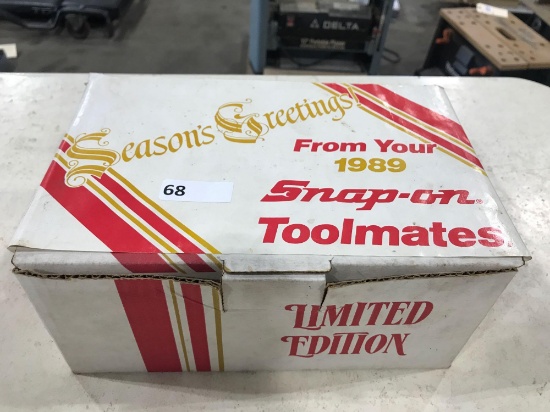 DELTA
Season's Greetings!
From Your
1989
Snap-on
Toolmates
68
LIMITED
EDITION